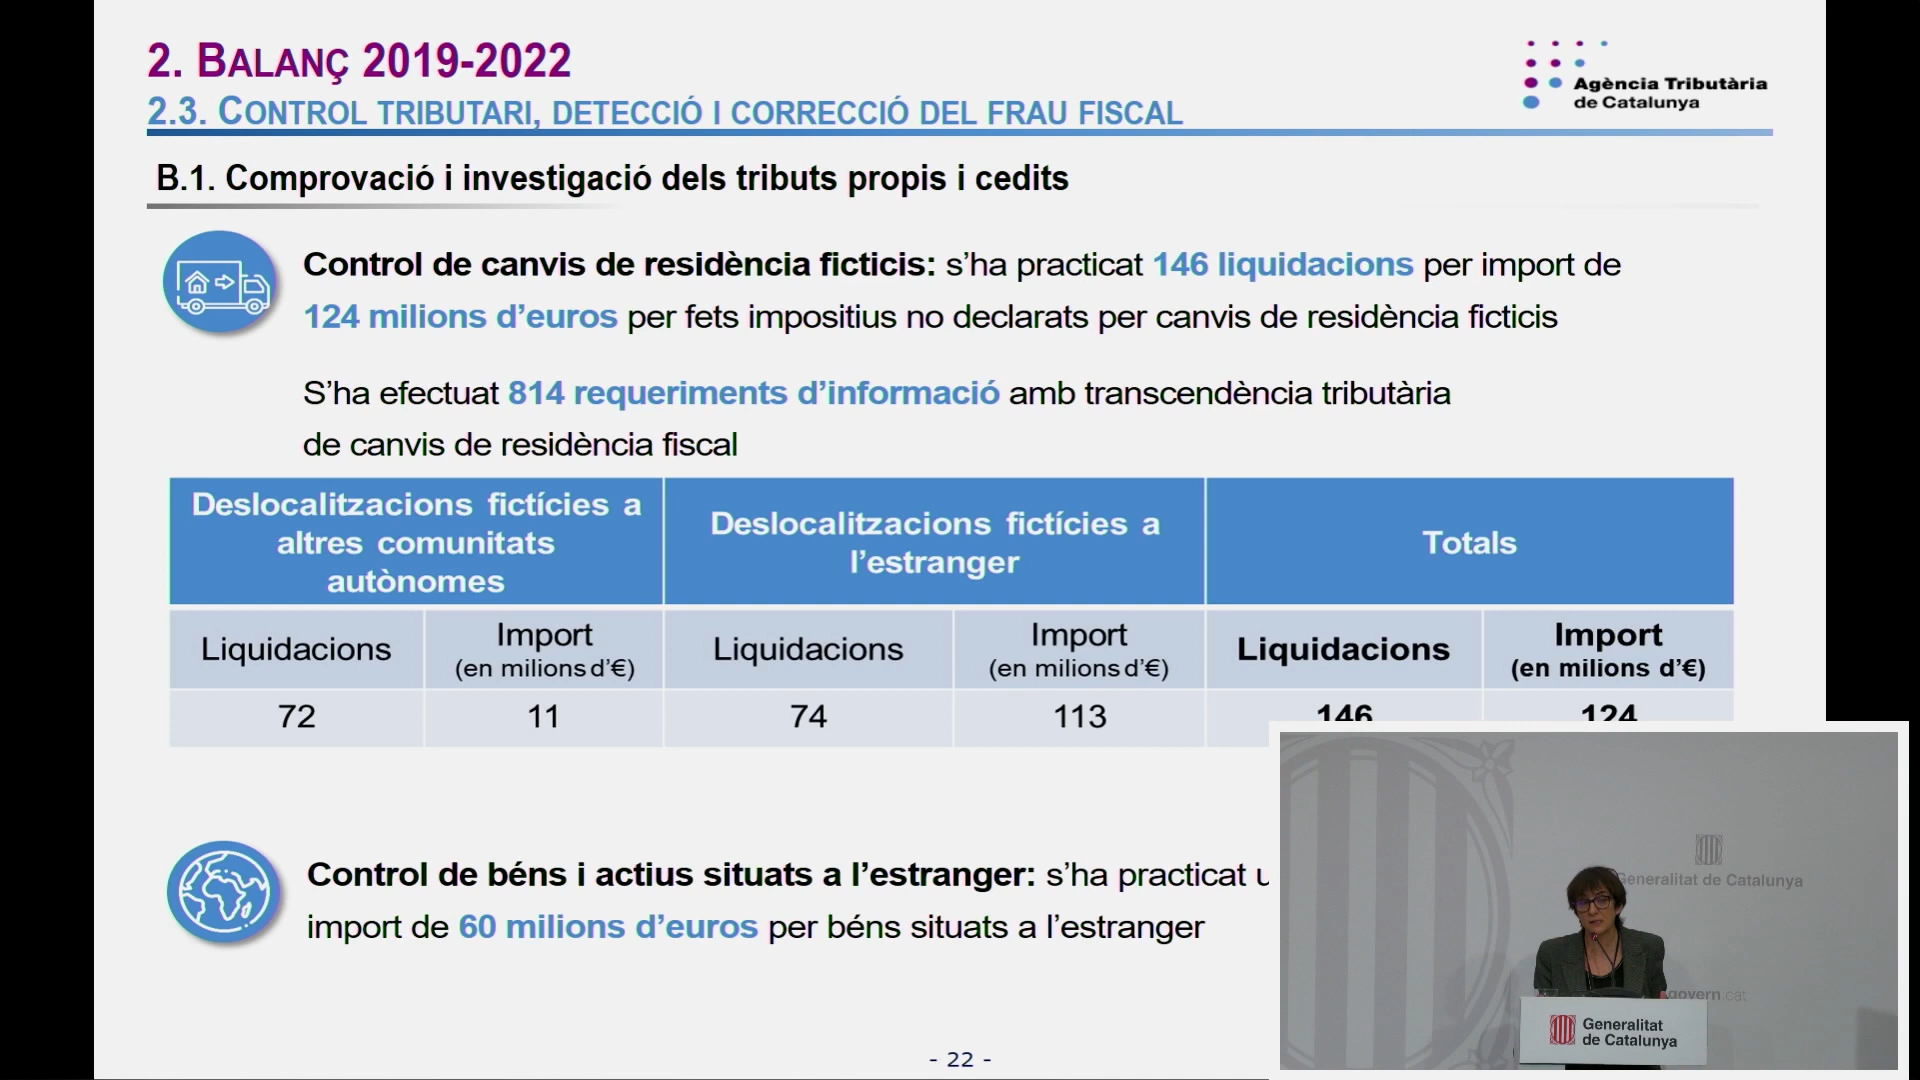 2. BALANÇ 2019-2022
2.3. CONTROL TRIBUTARI, DETECCIÓ I CORRECCIÓ DEL FRAU FISCAL
Agència Tributària
de Catalunya
B.1. Comprovació i investigació dels tributs propis i cedits
Control de canvis de residència ficticis: s’ha practicat 146 liquidacions per import de
124 milions d’euros per fets impositius no declarats per canvis de residència ficticis
S’ha efectuat 814 requeriments d’informació amb transcendència tributària
de canvis de residència fiscal
Deslocalitzacions fictícies a
altres comunitats
autònomes
Deslocalitzacions fictícies a
l’estranger
Totals
Liquidacions
Import
(en milions d’€)
Liquidacions
Import
(en milions d’€)
Liquidacions
Import
(en milions d’€)
72
11
74
113
146
124
Control de béns i actius situats a l’estranger: s’ha practicat
import de 60 milions d’euros per béns situats a l’estranger
- 22 -
Generalitat de Catalunya
govern.cat
Generalitat
de Catalunya